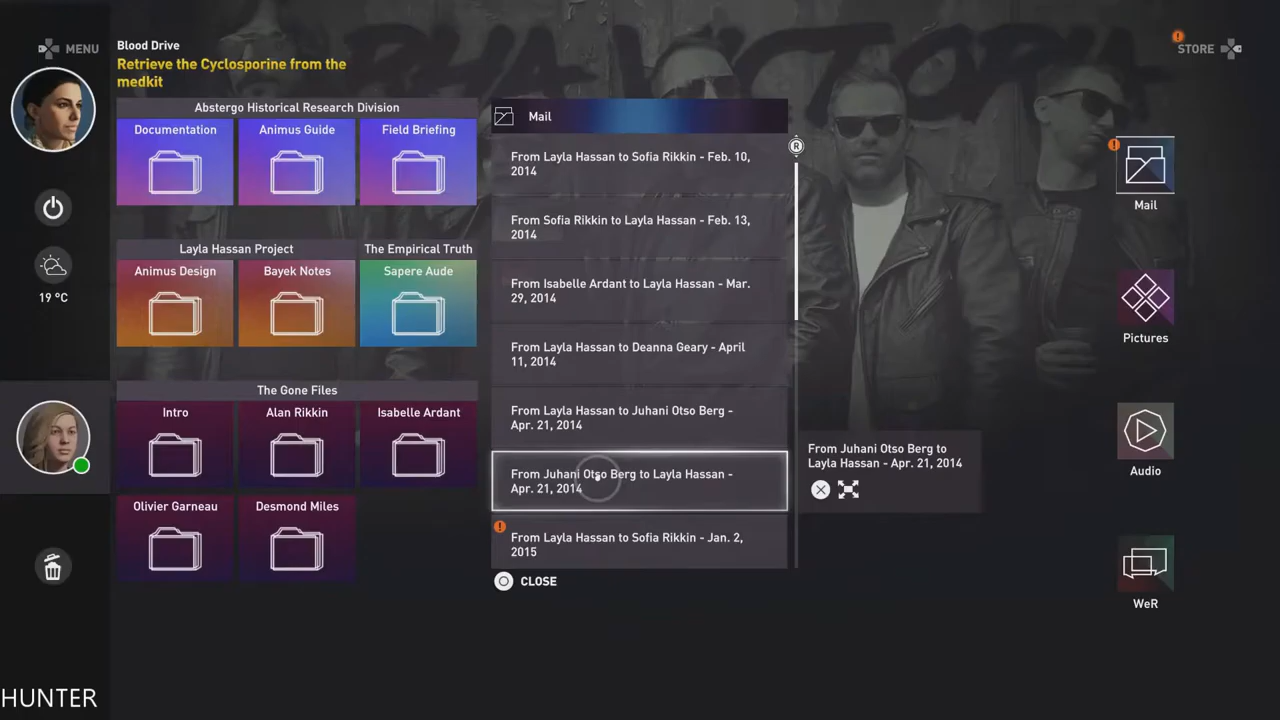 MENU
Blood Drive
Retrieve the Cyclosporine from the
medkit
STORE
Abstergo Historical Research Division
Documentation
Animus Guide
Field Briefing
Layla Hassan Project
The Empirical Truth
Animus Design
Bayek Notes
Sapere Aude
The Gone Files
Intro
Alan Rikkin
Isabelle Ardant
Olivier Garneau
Desmond Miles
19 °C
Mail
From Layla Hassan to Sofia Rikkin - Feb. 10,
2014
From Sofia Rikkin to Layla Hassan - Feb. 13,
2014
From Isabelle Ardant to Layla Hassan - Mar.
29, 2014
From Layla Hassan to Deanna Geary - April
11, 2014
From Layla Hassan to Juhani Otso Berg -
Apr. 21, 2014
From Juhani Otso Berg to Layla Hassan -
Apr. 21, 2014
From Layla Hassan to Sofia Rikkin - Jan. 2,
2015
CLOSE
R
From Juhani Otso Berg to
Layla Hassan - Apr. 21, 2014
Mail
Pictures
Audio
WeR
HUNTER